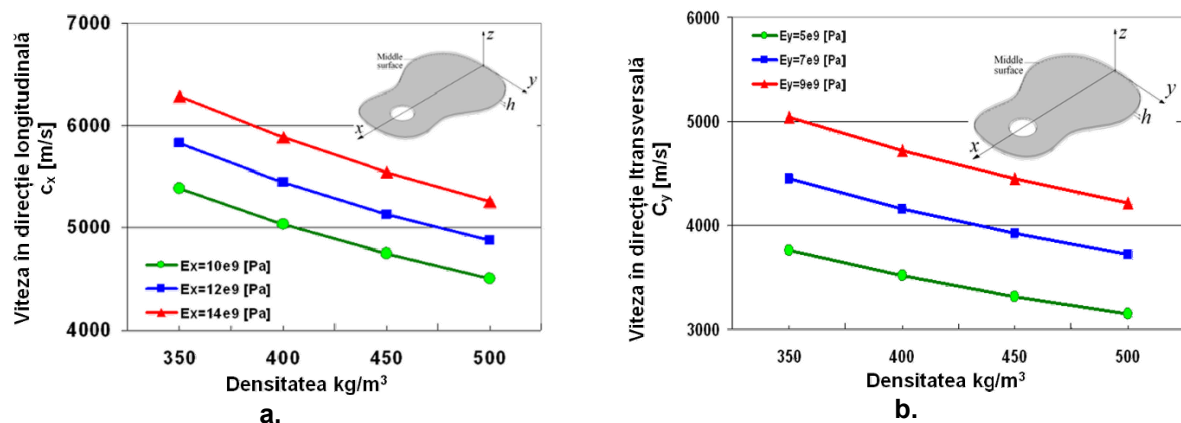 Viteza în direcție longitudinală
cx [m/s]
7000
6000
5000
4000
Middle
surface
z
y
h
x
Ex=10e9 [Pa]
Ex=12e9 [Pa]
Ex=14e9 [Pa]
350 400 450 500
Densitatea kg/m³
a.
Viteza în direcție ltransversală
Cy [m/s]
6000
5000
4000
3000
Ey=5e9 [Pa]
Ey=7e9 [Pa]
Ey=9e9 [Pa]
Middle
surface
z
y
h
x
350 400 450 500
Densitatea kg/m³
b.